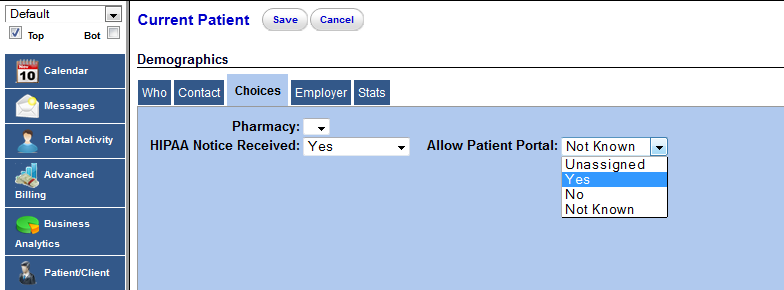 Default
Top Bot
Nov
10
Calendar
Messages
Portal Activity
Advanced
Billing
Business
Analytics
Patient/Client
Current Patient Save Cancel
Demographics
Who Contact Choices Employer Stats
Pharmacy:
HIPAA Notice Received: Yes Allow Patient Portal: Not Known
Unassigned
Yes
No
Not Known